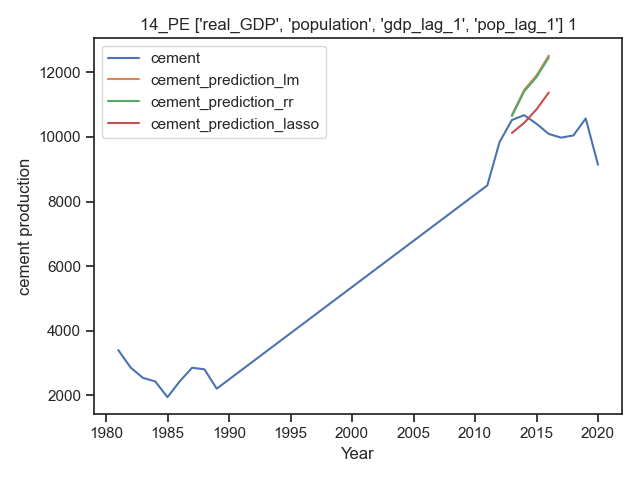 14_PE ['real_GDP', 'population', 'gdp_lag_1', 'pop_lag_1'] 1
cement
cement_prediction_lm
cement_prediction_rr
cement_prediction_lasso
cement production
12000
10000
8000
6000
4000
2000
1980 1985 1990 1995 2000 2005 2010 2015 2020
Year